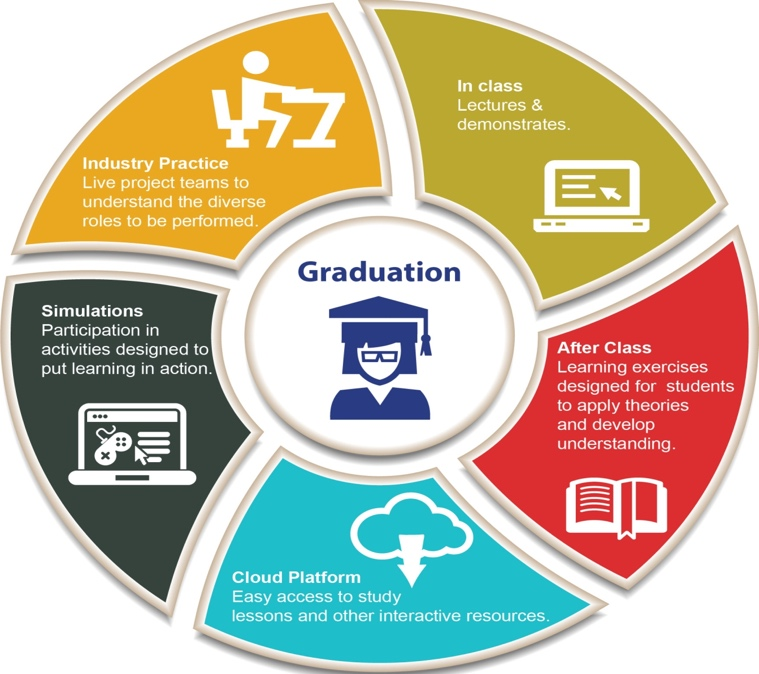 Industry Practice
Live project teams to
understand the diverse
roles to be performed.
In class
Lectures &
demonstrates.
Graduation
Simulations
Participation in
activities designed to
put learning in action.
After Class
Learning exercises
designed for  students
to apply theories
and develop
understanding.
Cloud Platform
Easy access to study
lessons and other interactive resources.